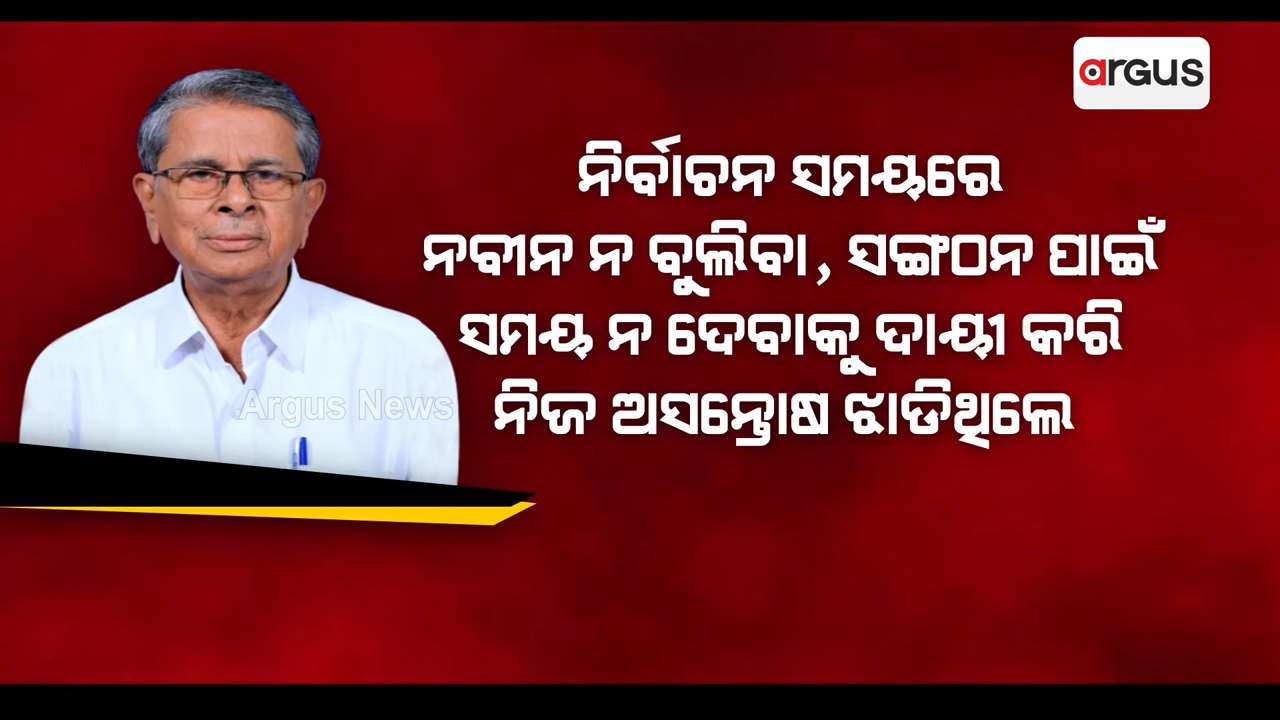 argus
ନିର୍ବାଚନ ସମୟରେ
ନବୀନ ନ ବୁଲିବା, ସଙ୍ଗଠନ ପାଇଁ
ସମୟ ନ ଦେବାକୁ ଦାୟୀ କରି
ନିଜ ଅସନ୍ତୋଷ ଝାଡିଥିଲେ
Argus News